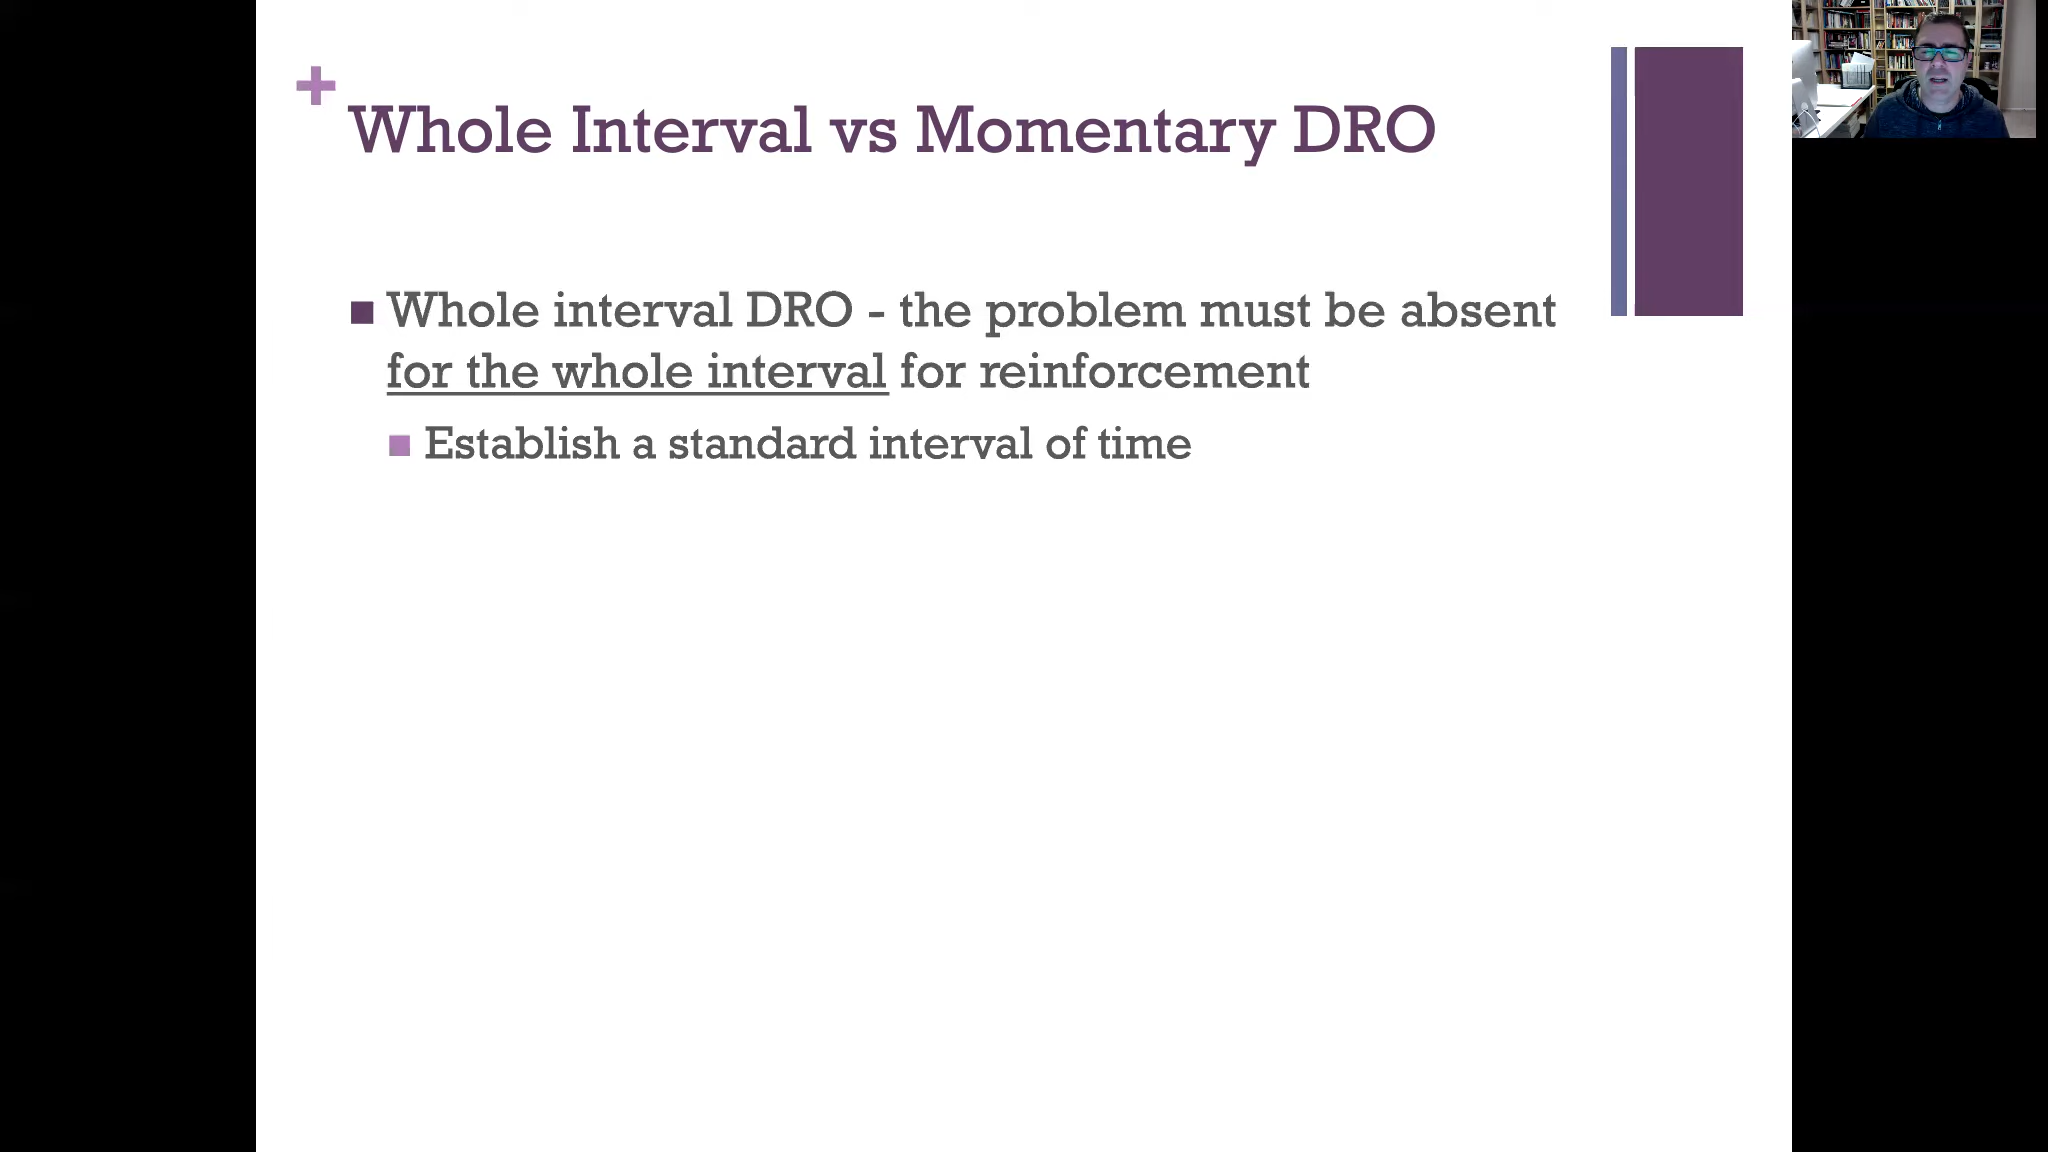 Whole Interval vs Momentary DRO
Whole interval DRO - the problem must be absent
for the whole interval for reinforcement
Establish a standard interval of time